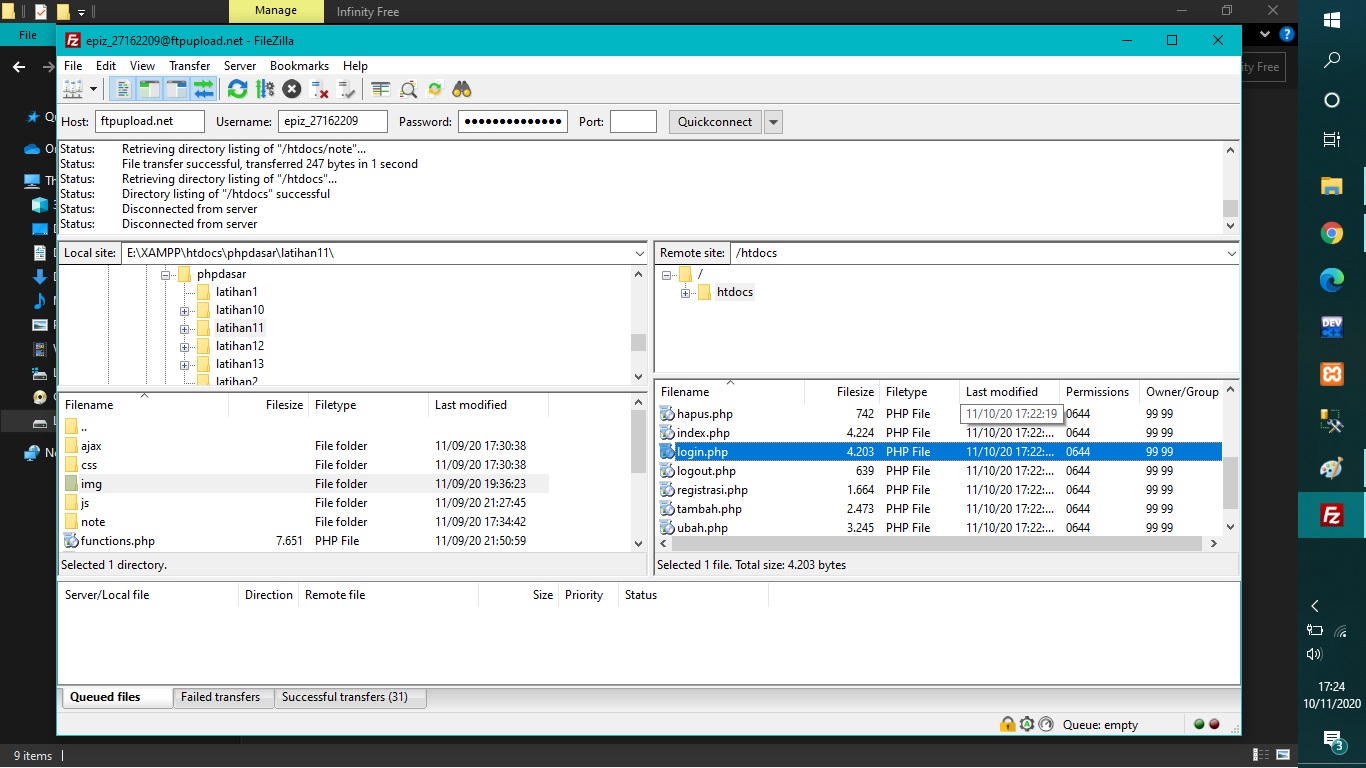 Manage
Infinity Free
File
epiz_27162209@ftpupload.net - FileZilla
File Edit View Transfer Server Bookmarks Help
ity Free
Host: ftpupload.net Username: epiz_27162209 Password: ●●●●●●●●●●●●●● Port: Quickconnect
Status: Retrieving directory listing of "/htdocs/note"...
Status: File transfer successful, transferred 247 bytes in 1 second
Status: Retrieving directory listing of "/htdocs"...
Status: Directory listing of "/htdocs" successful
Status: Disconnected from server
Status: Disconnected from server
Local site: E:\XAMPP\htdocs\phpdasar\latihan11\
phpdasar
latihan1
latihan10
latihan11
latihan12
latihan13
latihan2
Filename Filesize Filetype Last modified
..
ajax File folder 11/09/20 17:30:38
css File folder 11/09/20 17:30:38
img File folder 11/09/20 19:36:23
js File folder 11/09/20 21:27:45
note File folder 11/09/20 17:34:42
functions.php 7.651 PHP File 11/09/20 21:50:59
Selected 1 directory.
Remote site: /htdocs
/
htdocs
Filename Filesize Filetype Last modified Permissions Owner/Group
hapus.php 742 PHP File 11/10/20 17:22:19 0644 99 99
index.php 4.224 PHP File 11/10/20 17:22:... 0644 99 99
login.php 4.203 PHP File 11/10/20 17:22:... 0644 99 99
logout.php 639 PHP File 11/10/20 17:22:... 0644 99 99
registrasi.php 1.664 PHP File 11/10/20 17:22:... 0644 99 99
tambah.php 2.473 PHP File 11/10/20 17:22:... 0644 99 99
ubah.php 3.245 PHP File 11/10/20 17:22:... 0644 99 99
Selected 1 file. Total size: 4.203 bytes
Server/Local file Direction Remote file Size Priority Status
Queued files Failed transfers Successful transfers (31)
Queue: empty
9 items
DEV
C++
Fz
17:24
10/11/2020
3